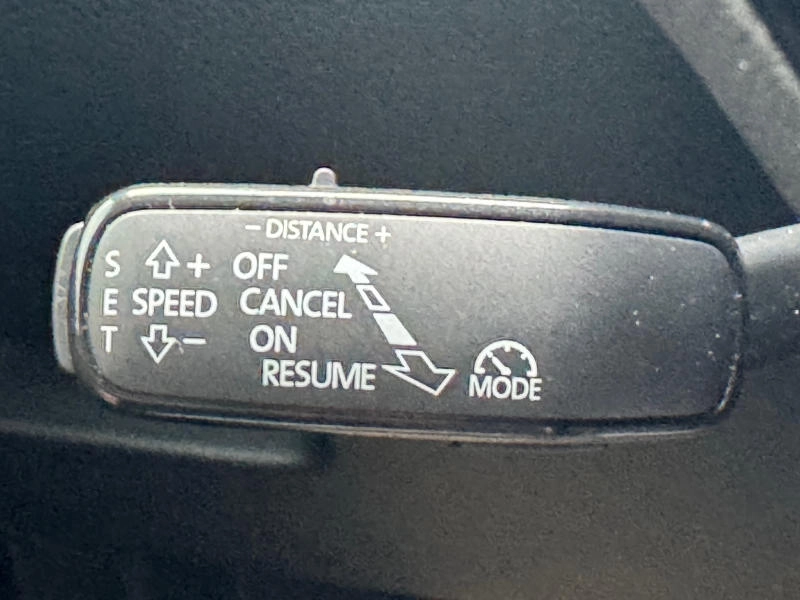 - DISTANCE +
S + OFF
E SPEED CANCEL
T - ON
RESUME
MODE